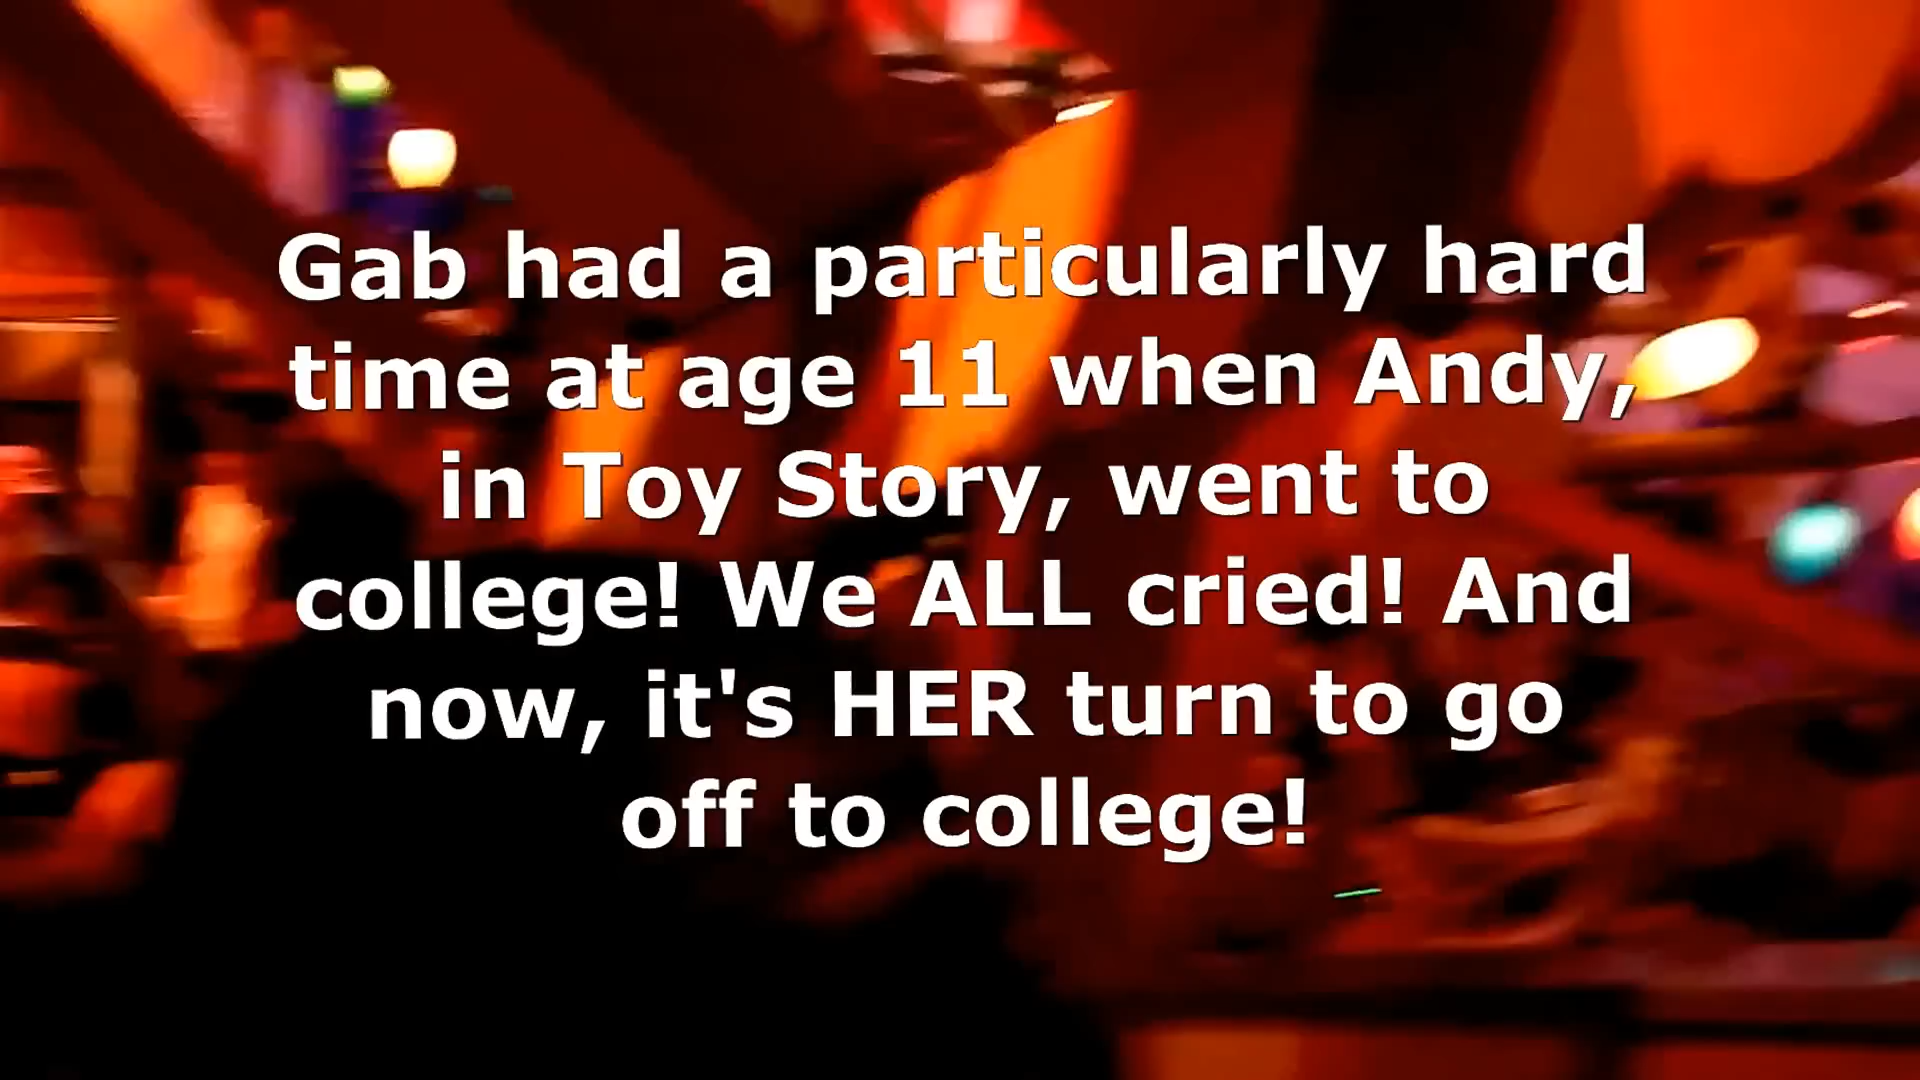 Gab had a particularly hard
time at age 11 when Andy,
in Toy Story, went to
college! We ALL cried! And
now, it's HER turn to go
off to college!